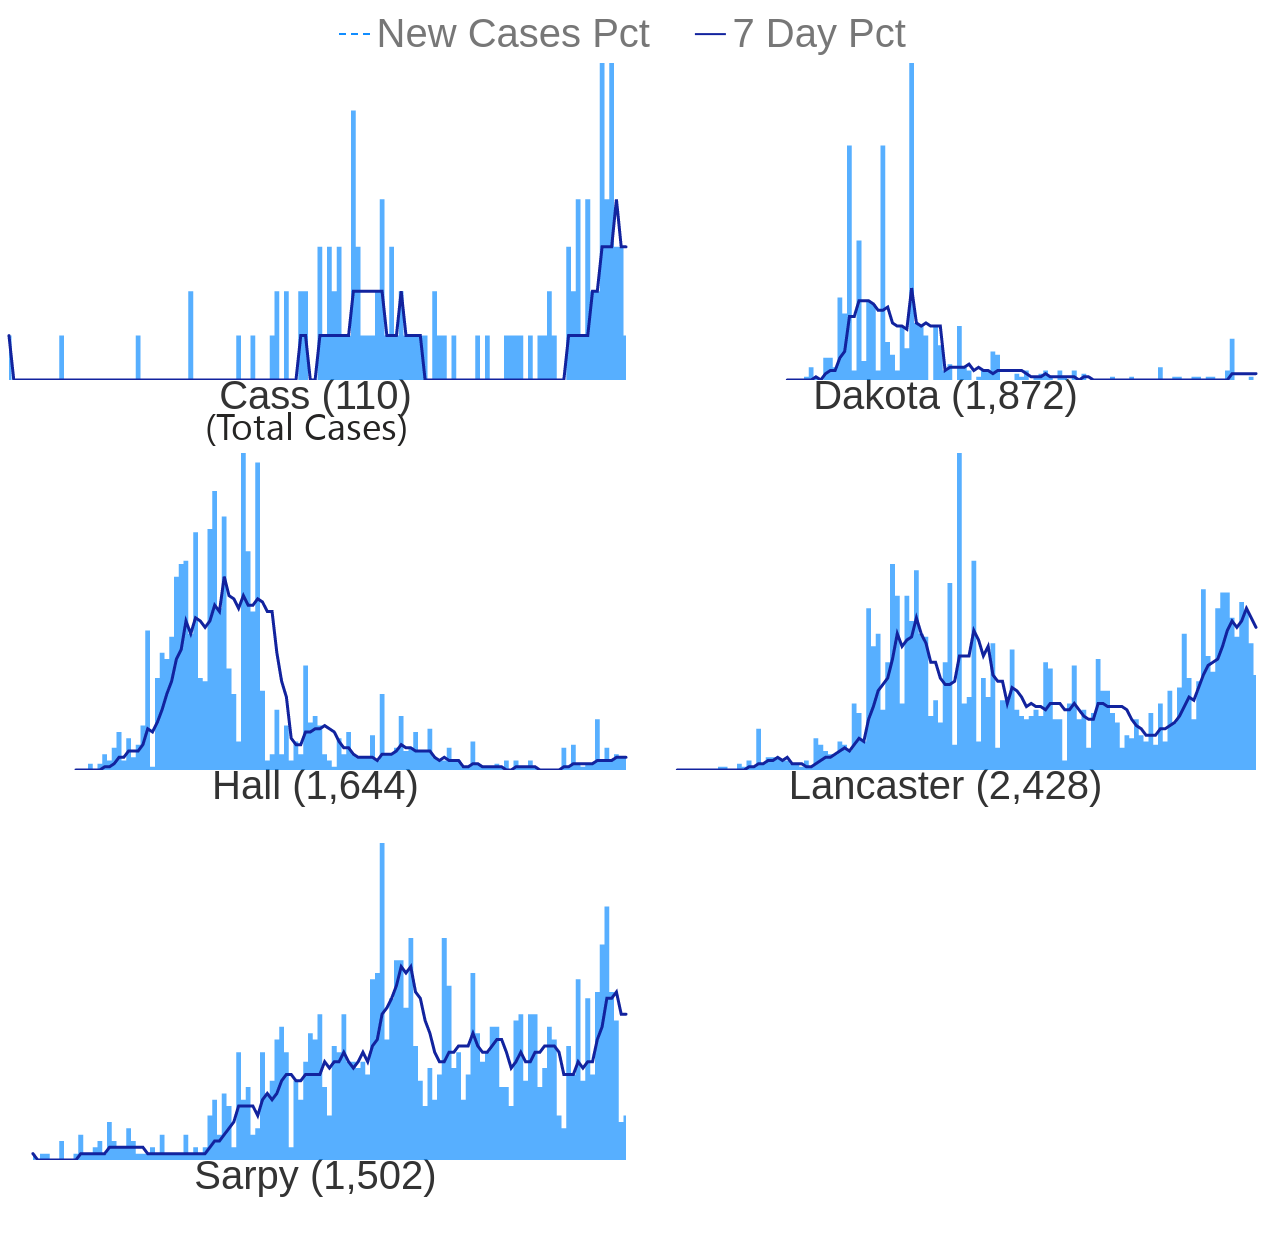 New Cases Pct 7 Day Pct
Cass (110) Dakota (1,872)
(Total Cases)
Hall (1,644) Lancaster (2,428)
Sarpy (1,502)